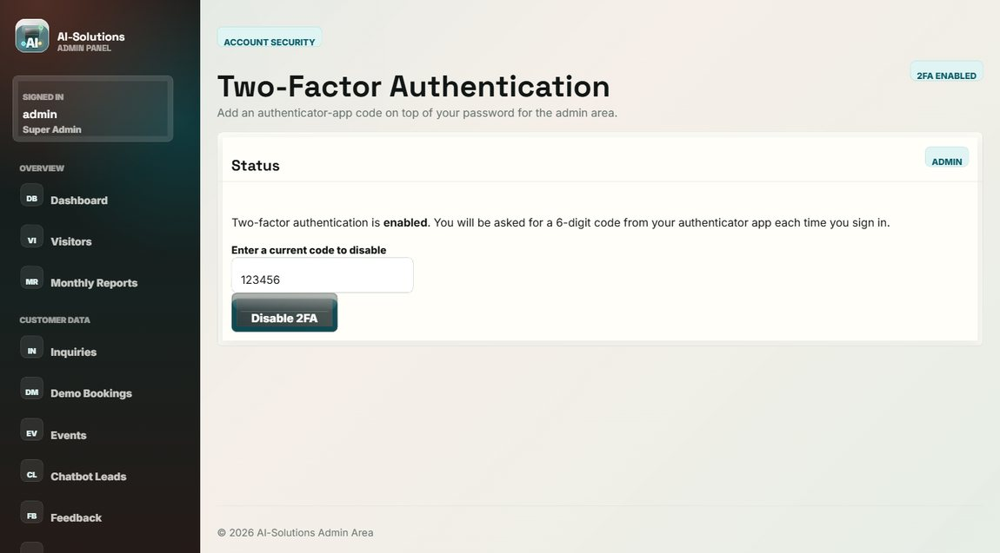 AI
AI-Solutions
ADMIN PANEL
SIGNED IN
admin
Super Admin
OVERVIEW
DB Dashboard
VI Visitors
MR Monthly Reports
CUSTOMER DATA
IN Inquiries
DM Demo Bookings
EV Events
CL Chatbot Leads
FB Feedback
ACCOUNT SECURITY
Two-Factor Authentication
2FA ENABLED
Add an authenticator-app code on top of your password for the admin area.
Status
ADMIN
Two-factor authentication is enabled. You will be asked for a 6-digit code from your authenticator app each time you sign in.
Enter a current code to disable
123456
Disable 2FA
© 2026 AI-Solutions Admin Area